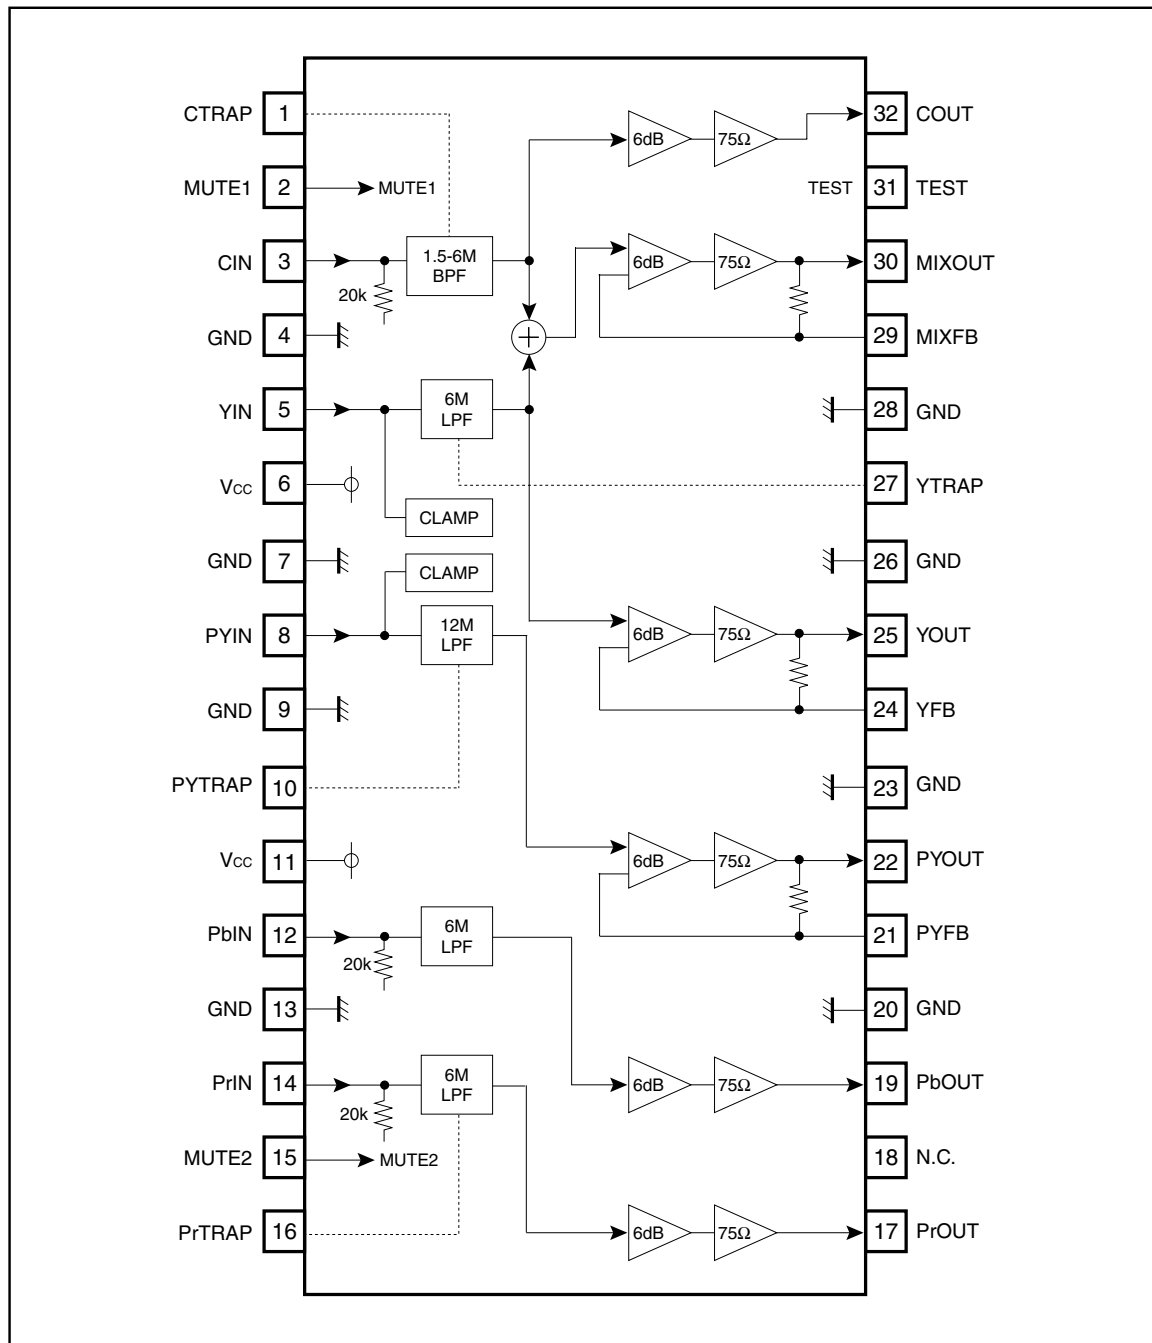 CTRAP 1 6dB 75Ω 32 COUT
MUTE1 2 MUTE1 TEST 31 TEST
CIN 3 1.5-6M 6dB 75Ω 30 MIXOUT
BPF
20k
GND 4 + 29 MIXFB
YIN 5 6M 28 GND
LPF
VCC 6 27 YTRAP
CLAMP
GND 7 26 GND
CLAMP
PYIN 8 12M 6dB 75Ω 25 YOUT
LPF
GND 9 24 YFB
PYTRAP 10 23 GND
VCC 11 6dB 75Ω 22 PYOUT
PbIN 12 6M 21 PYFB
LPF
20k
GND 13 20 GND
PrIN 14 6M 6dB 75Ω 19 PbOUT
LPF
20k
MUTE2 15 MUTE2 18 N.C.
PrTRAP 16 6dB 75Ω 17 PrOUT